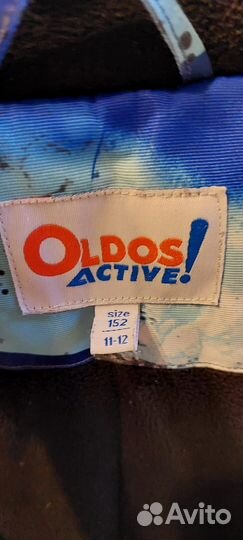 OLDOS
ACTIVE!
size
152
11-12
Avito